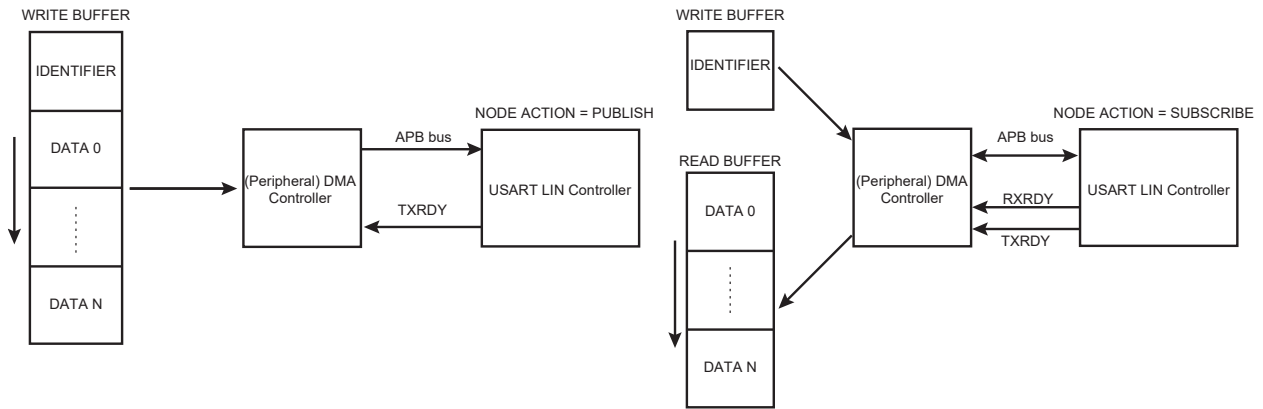 WRITE BUFFER
IDENTIFIER
DATA 0
DATA N
(Peripheral) DMA
Controller
APB bus
TXRDY
NODE ACTION = PUBLISH
USART LIN Controller
WRITE BUFFER
IDENTIFIER
READ BUFFER
DATA 0
DATA N
(Peripheral) DMA
Controller
APB bus
RXRDY
TXRDY
NODE ACTION = SUBSCRIBE
USART LIN Controller